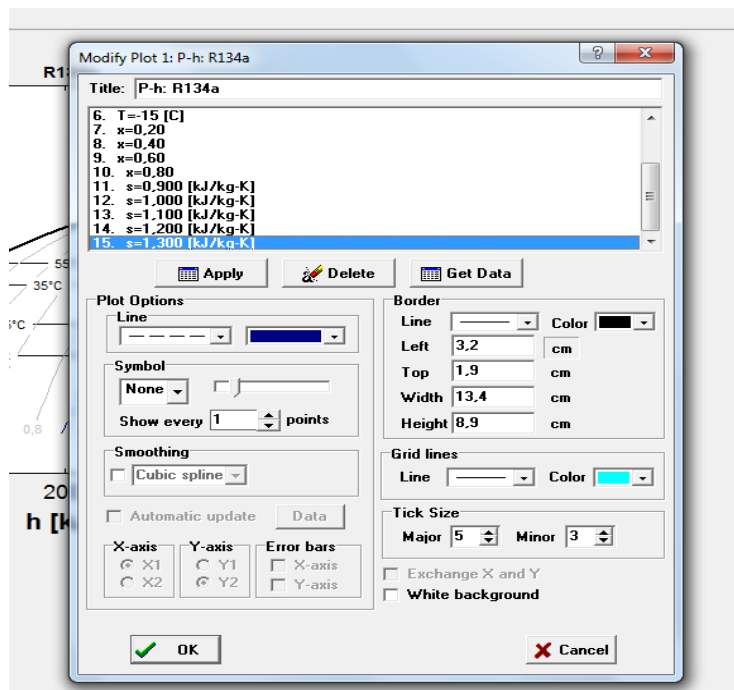 Modify Plot 1: P-h: R134a
Title: P-h: R134a
6. T=-15 [C]
7. x=0,20
8. x=0,40
9. x=0,60
10. x=0,80
11. s=0,900 [kJ/kg-K]
12. s=1,000 [kJ/kg-K]
13. s=1,100 [kJ/kg-K]
14. s=1,200 [kJ/kg-K]
15. s=1,300 [kJ/kg-K]
Apply Delete Get Data
Plot Options
Line
Symbol
None
Show every 1 points
Smoothing
Cubic spline
Automatic update Data
X-axis Y-axis Error bars
X1 Y1 X-axis
X2 Y2 Y-axis
Border
Line Color
Left 3,2 cm
Top 1,9 cm
Width 13,4 cm
Height 8,9 cm
Grid lines
Line Color
Tick Size
Major 5 Minor 3
Exchange X and Y
White background
OK Cancel
R1
55
35°C
°C
0,8
20
h [k